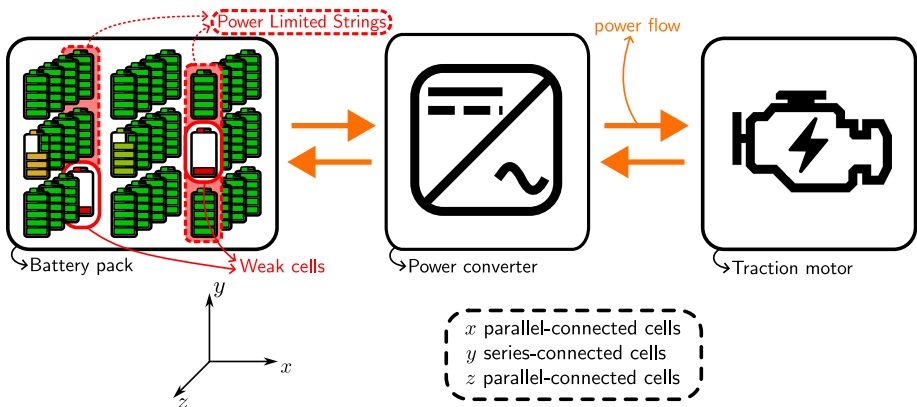 Power Limited Strings
power flow
Battery pack
Weak cells
Power converter
Traction motor
y
x
z
x parallel-connected cells
y series-connected cells
z parallel-connected cells